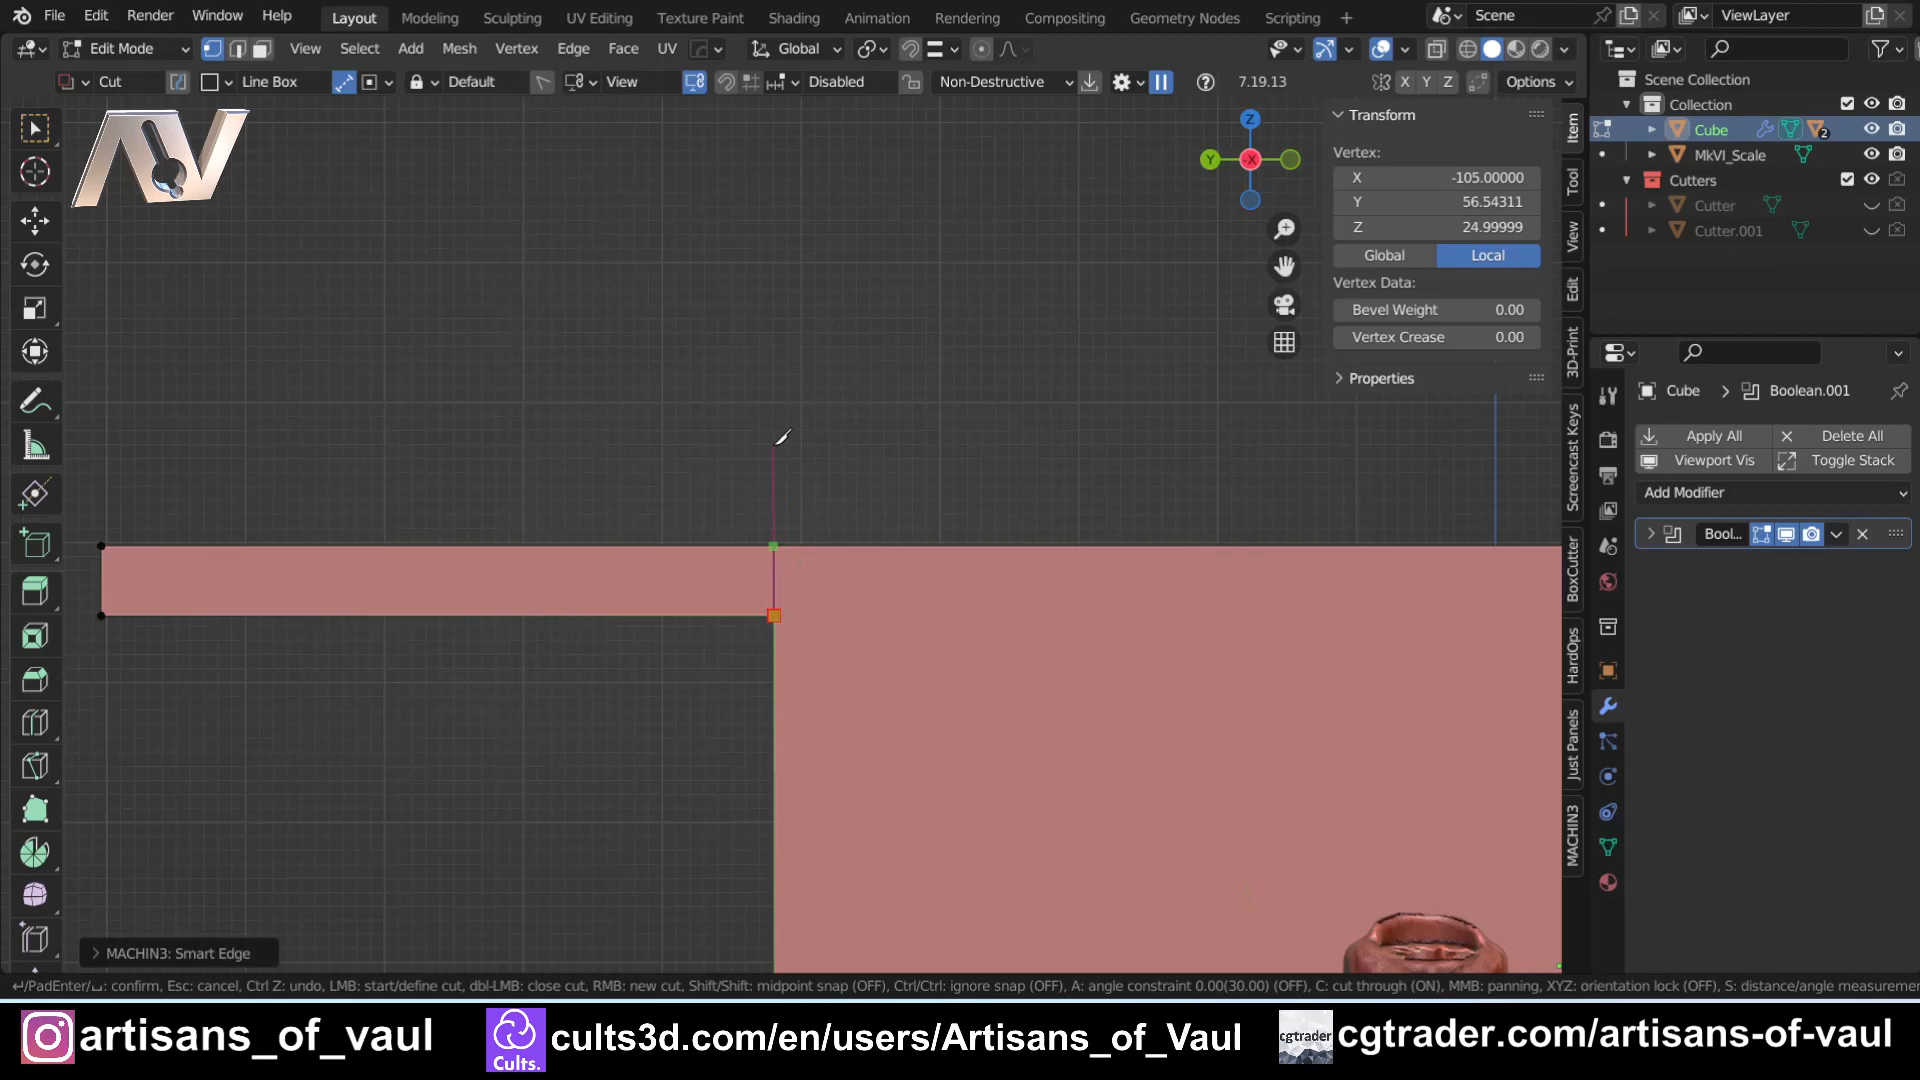 File Edit Render Window Help Layout Modeling Sculpting UV Editing Texture Paint Shading Animation Rendering Compositing Geometry Nodes Scripting Scene ViewLayer
Edit Mode View Select Add Mesh Vertex Edge Face UV Global
Cut Line Box Default View Disabled Non-Destructive 7.19.13 X Y Z Options
Scene Collection
Collection
Cube 2
MkVI_Scale
Cutters
Cutter
Cutter.001
AV
Z
Y
-X
Transform
Vertex:
X -105.00000
Y 56.54311
Z 24.99999
Global Local
Vertex Data:
Bevel Weight 0.00
Vertex Crease 0.00
Properties
Item
Tool
View
Edit
3D-Print
Screencast Keys
BoxCutter
HardOps
Just Panels
MACHIN3
Cube > Boolean.001
Apply All Delete All
Viewport Vis Toggle Stack
Add Modifier
Bool...
MACHIN3: Smart Edge
/PadEnter/␣: confirm, Esc: cancel, Ctrl Z: undo, LMB: start/define cut, dbl-LMB: close cut, RMB: new cut, Shift/Shift: midpoint snap (OFF), Ctrl/Ctrl: ignore snap (OFF), A: angle constraint 0.00(30.00) (OFF), C: cut through (ON), MMB: panning, XYZ: orientation lock (OFF), S: distance/angle measuremen
artisans_of_vaul
Cults.
cults3d.com/en/users/Artisans_of_Vaul
cgtrader
cgtrader.com/artisans-of-vaul